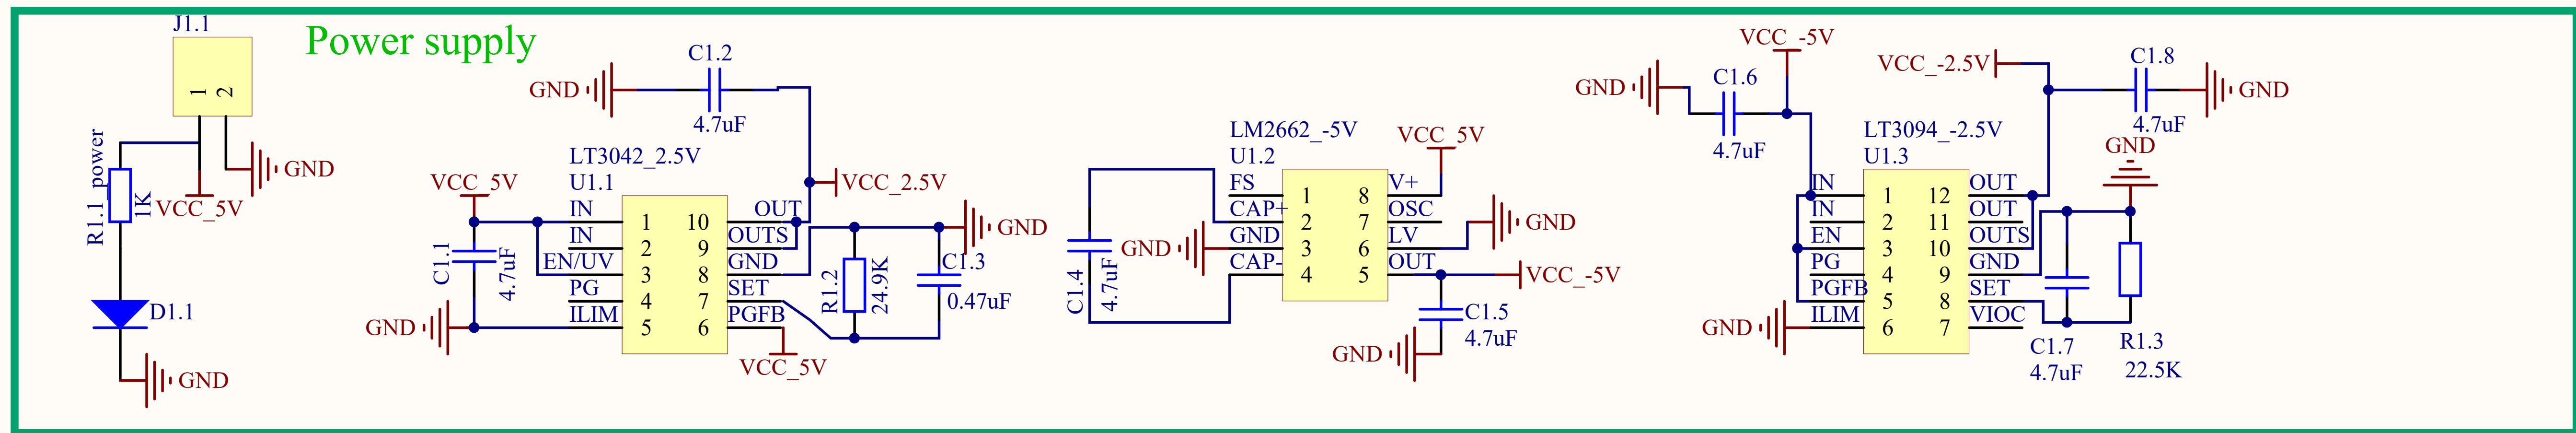 Power supply
J1.1
1
2
R1.1_power
1K
VCC_5V
GND
D1.1
GND
GND
C1.2
4.7uF
LT3042_2.5V
U1.1
VCC_5V
C1.1
4.7uF
GND
IN
IN
EN/UV
PG
ILIM
1 10
2 9
3 8
4 7
5 6
OUT
OUTS
GND
SET
PGFB
VCC_2.5V
VCC_5V
R1.2
24.9K
C1.3
0.47uF
GND
LM2662_-5V
U1.2
C1.4
4.7uF
GND
FS
CAP+
GND
CAP-
1 8
2 7
3 6
4 5
V+
OSC
LV
OUT
VCC_5V
GND
VCC_-5V
C1.5
4.7uF
GND
GND
C1.6
4.7uF
VCC_-5V
LT3094_-2.5V
U1.3
IN
IN
EN
PG
PGFB
ILIM
GND
1 12
2 11
3 10
4 9
5 8
6 7
OUT
OUT
OUTS
GND
SET
VIOC
VCC_-2.5V
C1.8
4.7uF
GND
GND
C1.7
4.7uF
R1.3
22.5K